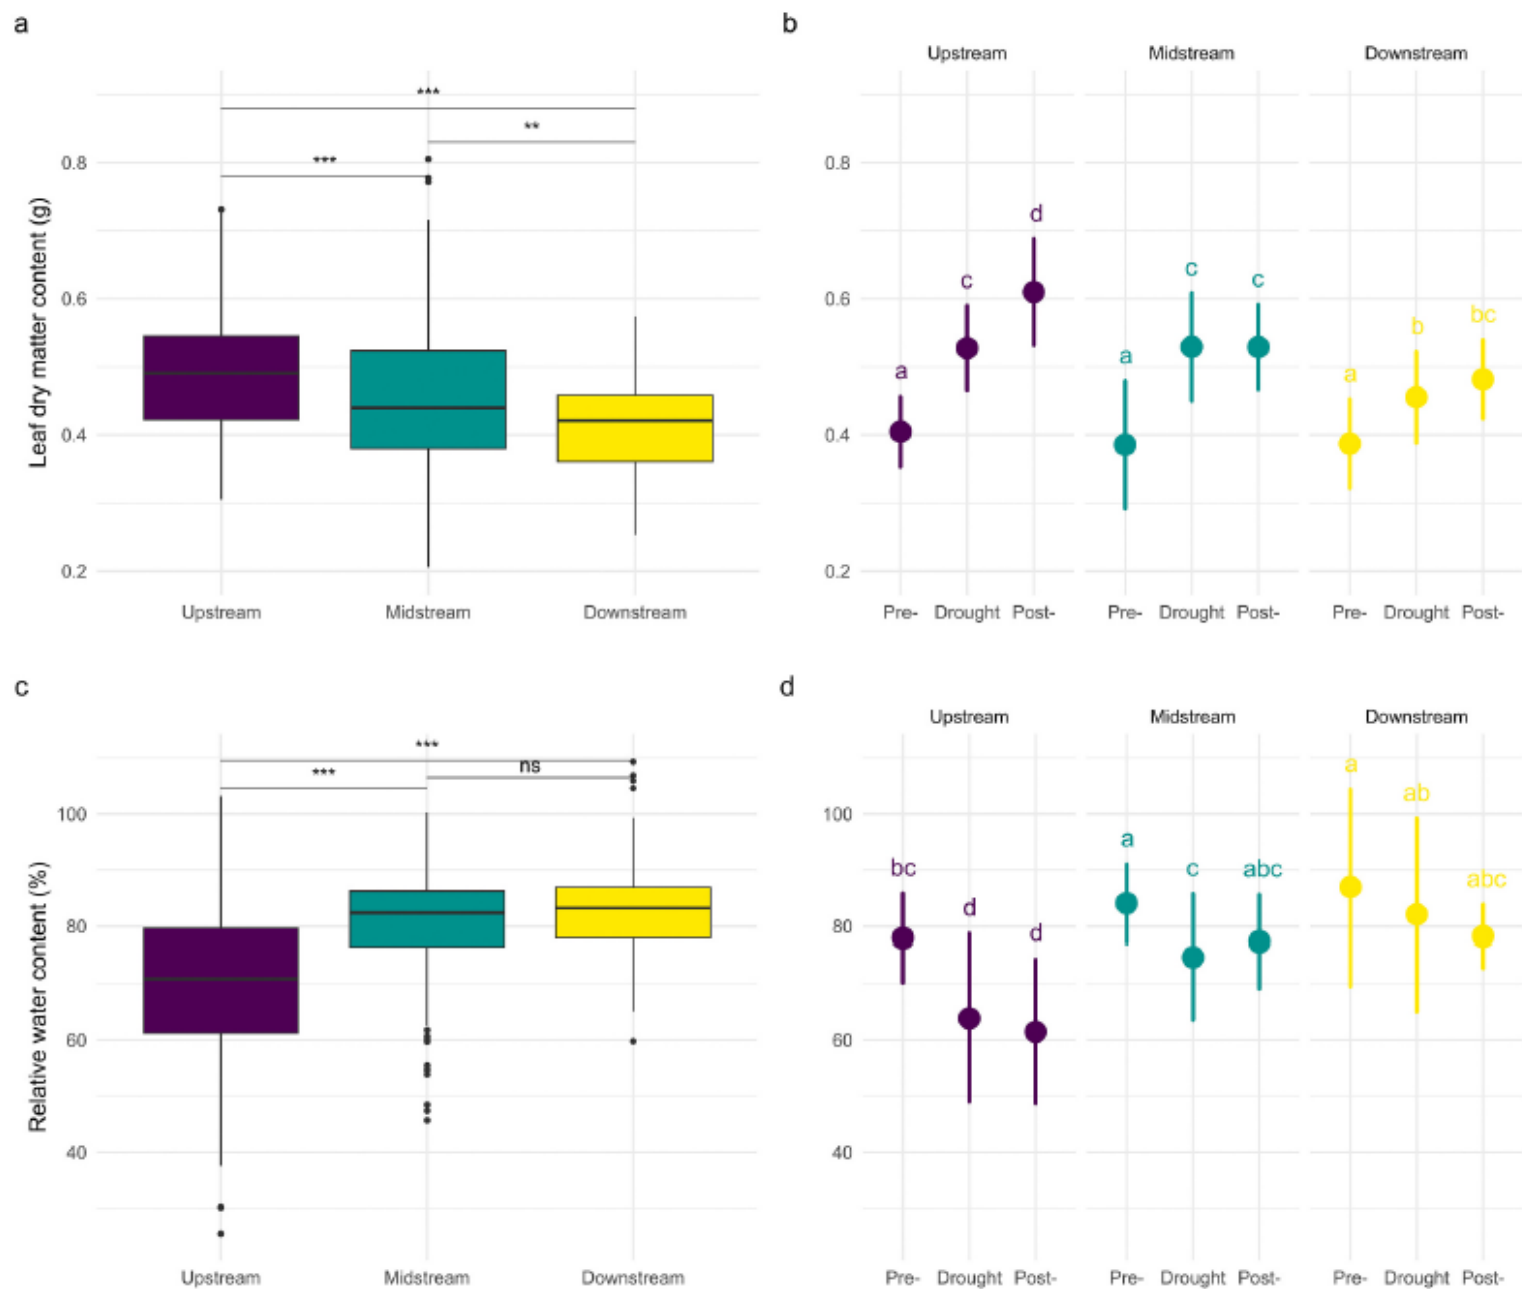 a
***
**
***
0.8
0.6
0.4
0.2
Leaf dry matter content (g)
Upstream Midstream Downstream
b
Upstream Midstream Downstream
0.8
0.6
0.4
0.2
a c d
a c c
a b bc
Pre- Drought Post- Pre- Drought Post- Pre- Drought Post-
c
***
*** ns
100
80
60
40
Relative water content (%)
Upstream Midstream Downstream
d
Upstream Midstream Downstream
100
80
60
40
bc d d
a c abc
a ab abc
Pre- Drought Post- Pre- Drought Post- Pre- Drought Post-